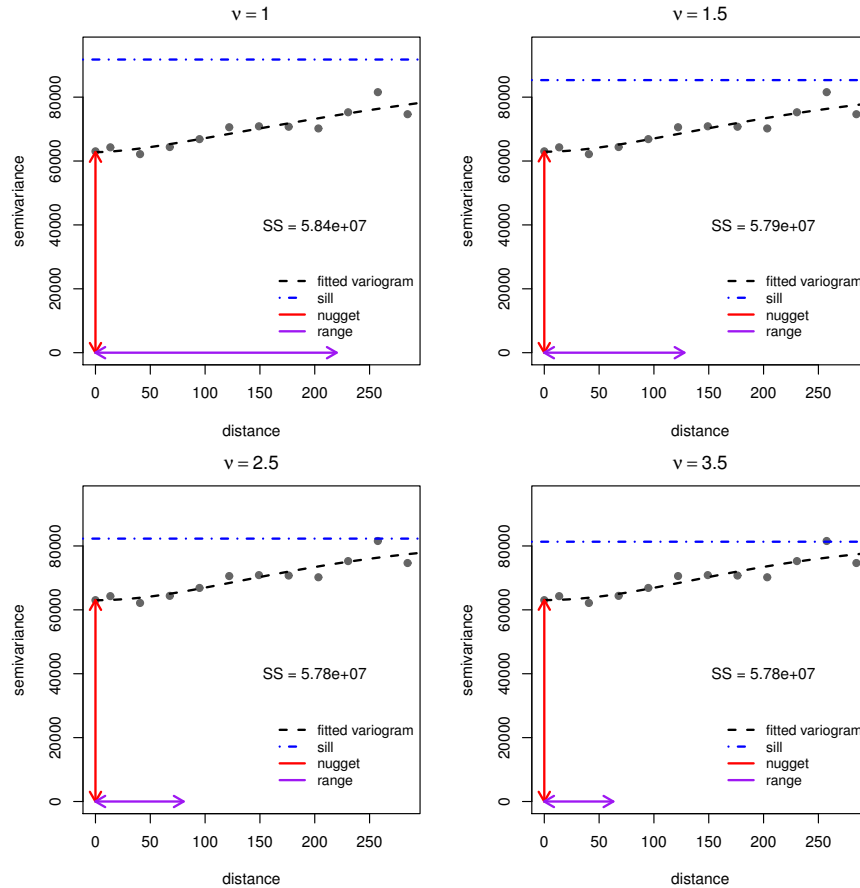 ν = 1
semivariance
80000
60000
40000
20000
0
SS = 5.84e+07
fitted variogram
sill
nugget
range
0 50 100 150 200 250
distance
ν = 1.5
semivariance
80000
60000
40000
20000
0
SS = 5.79e+07
fitted variogram
sill
nugget
range
0 50 100 150 200 250
distance
ν = 2.5
semivariance
80000
60000
40000
20000
0
SS = 5.78e+07
fitted variogram
sill
nugget
range
0 50 100 150 200 250
distance
ν = 3.5
semivariance
80000
60000
40000
20000
0
SS = 5.78e+07
fitted variogram
sill
nugget
range
0 50 100 150 200 250
distance